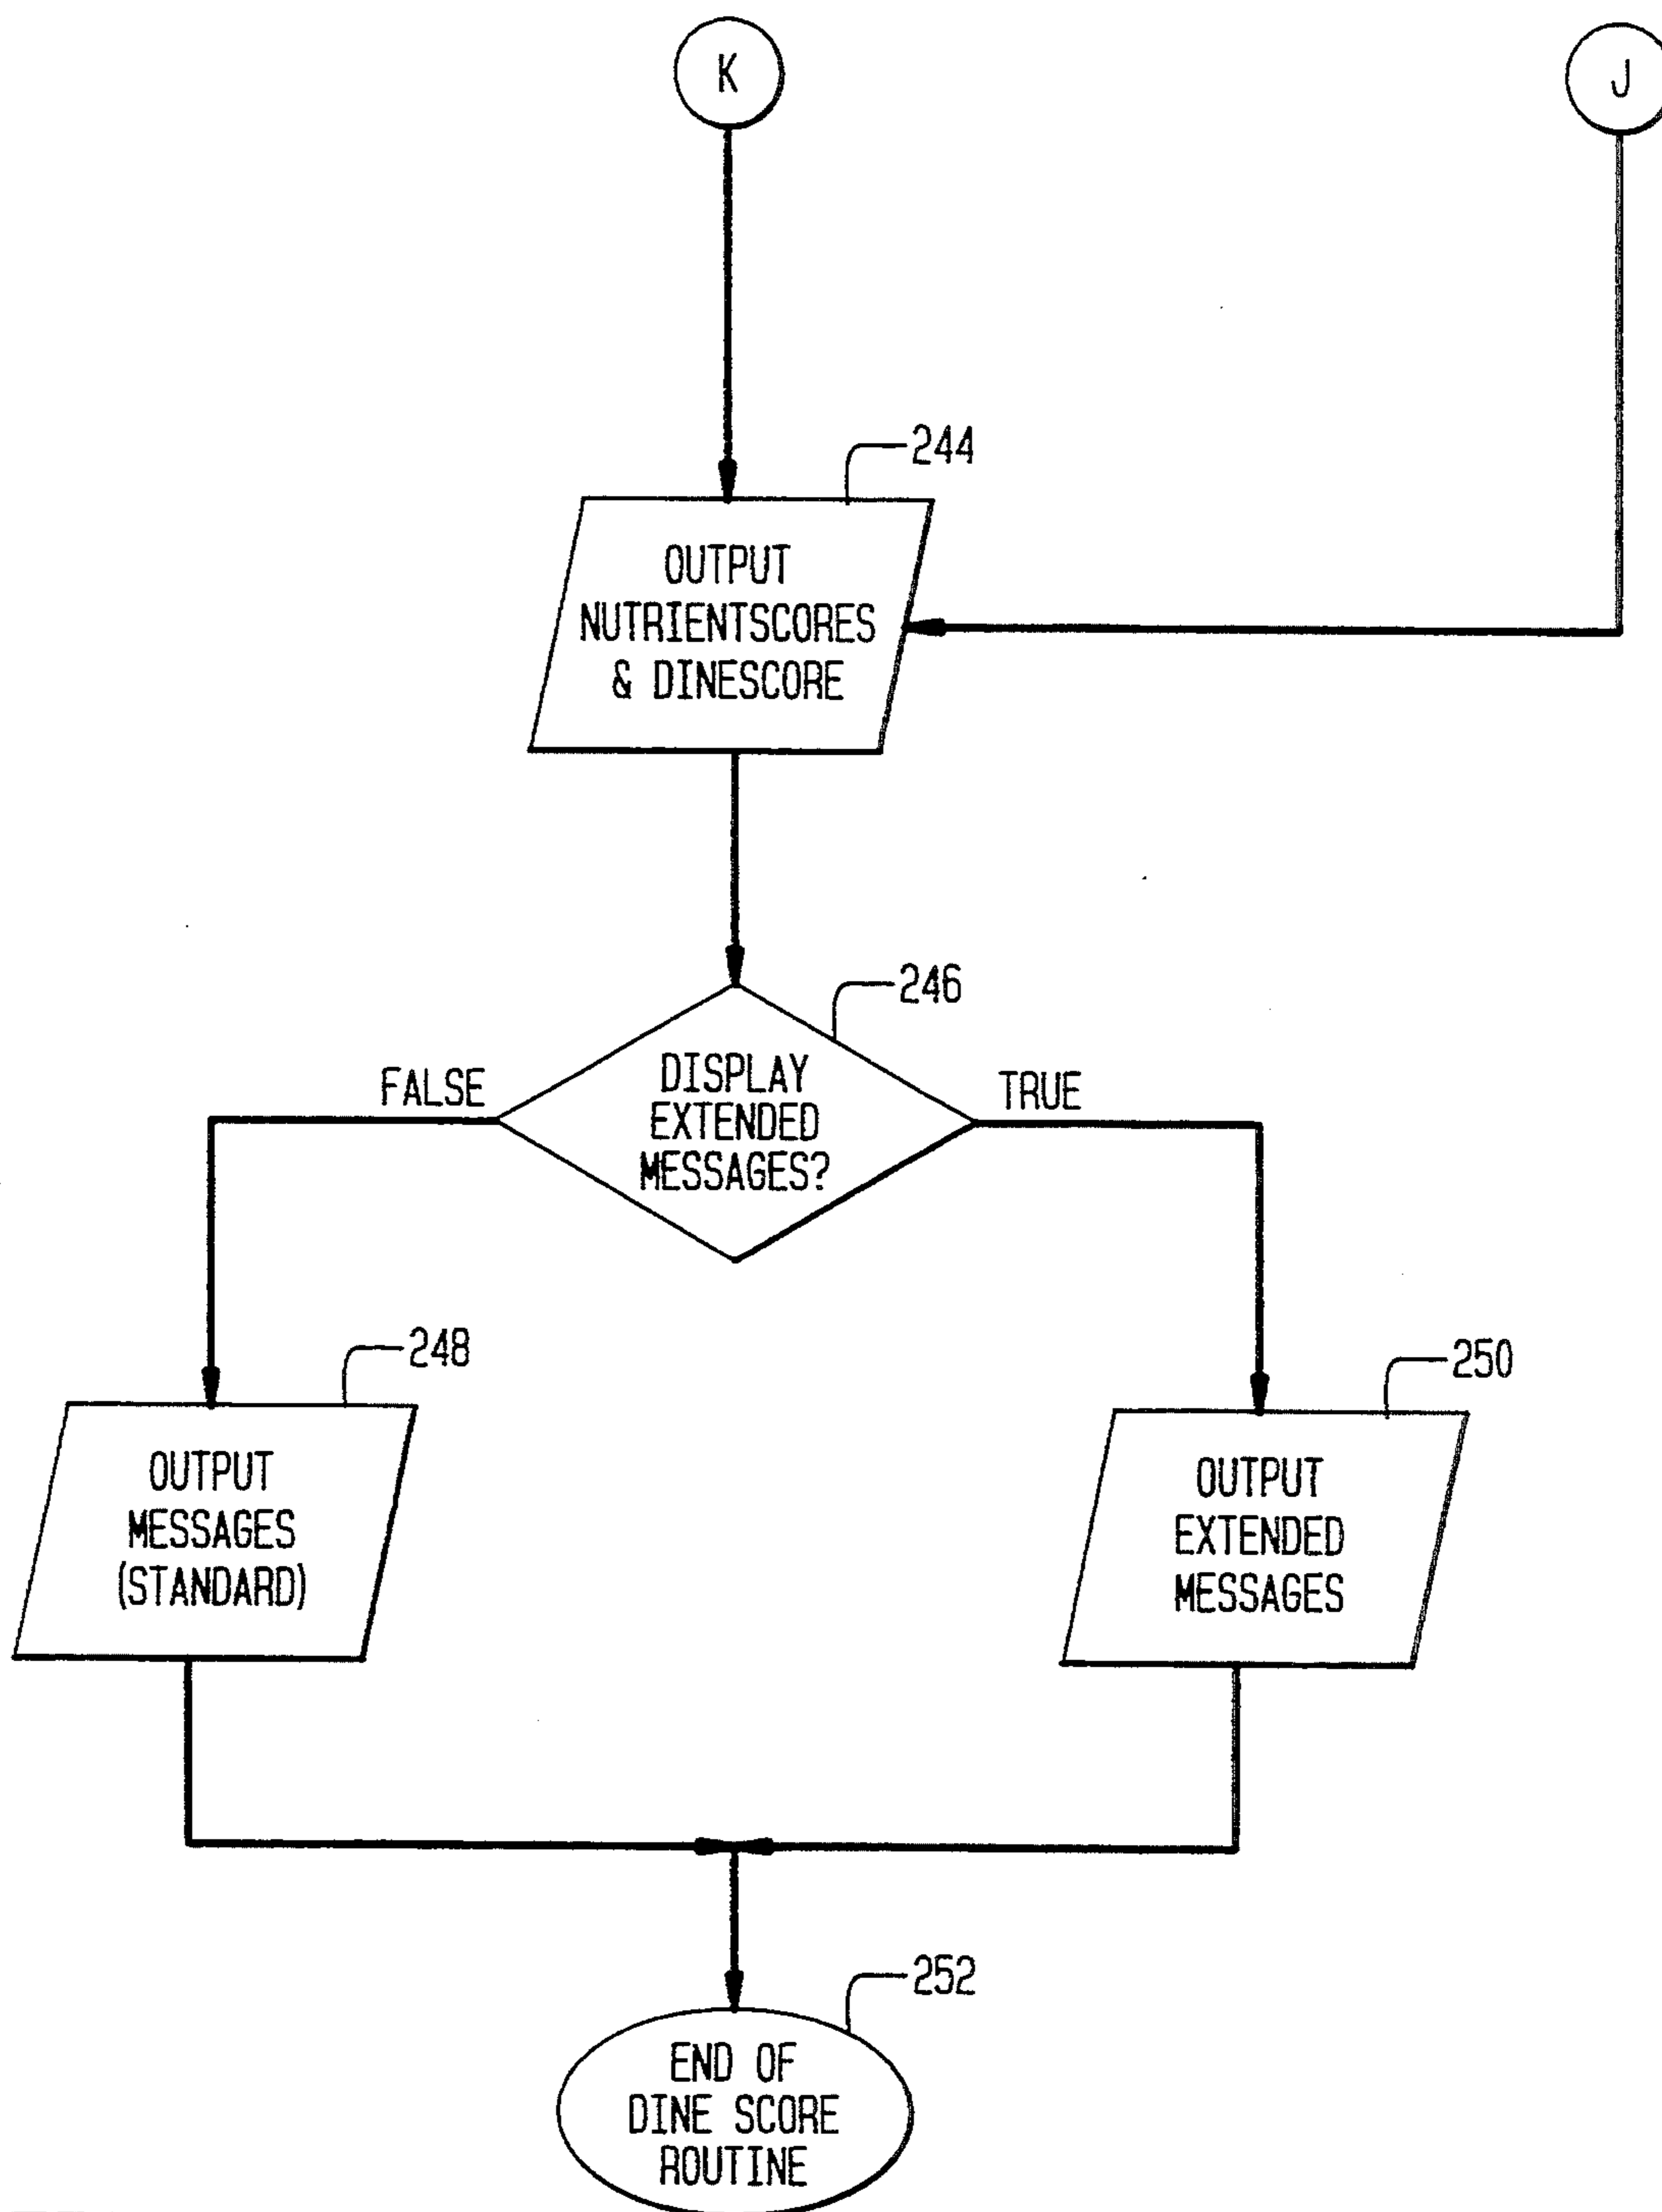 K
J
244
OUTPUT
NUTRIENTSCORES
& DINESCORE
246
FALSE
DISPLAY
EXTENDED
MESSAGES?
TRUE
248
OUTPUT
MESSAGES
(STANDARD)
250
OUTPUT
EXTENDED
MESSAGES
252
END OF
DINE SCORE
ROUTINE